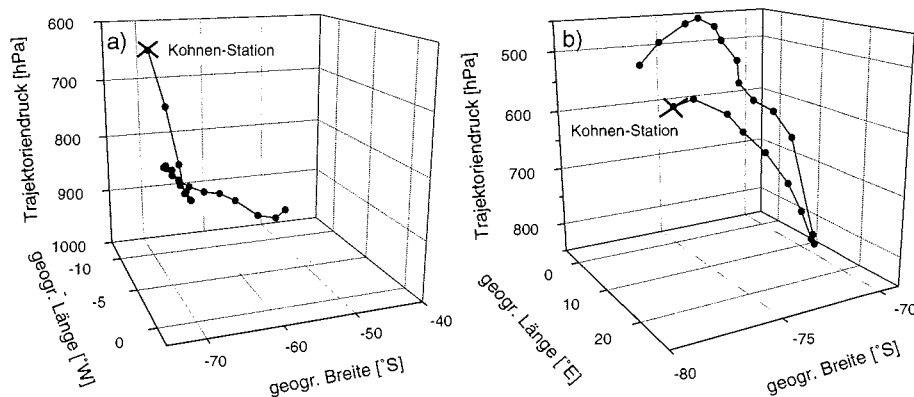 a)
Kohnen-Station
Trajektoriendruck [hPa]
600
700
800
900
1000
-10
-5
0
geogr. Länge [˚W]
-70
-60
-50
-40
geogr. Breite [˚S]
b)
Kohnen-Station
Trajektoriendruck [hPa]
500
600
700
800
0
10
20
geogr. Länge [˚E]
-80
-75
-70
geogr. Breite [˚S]